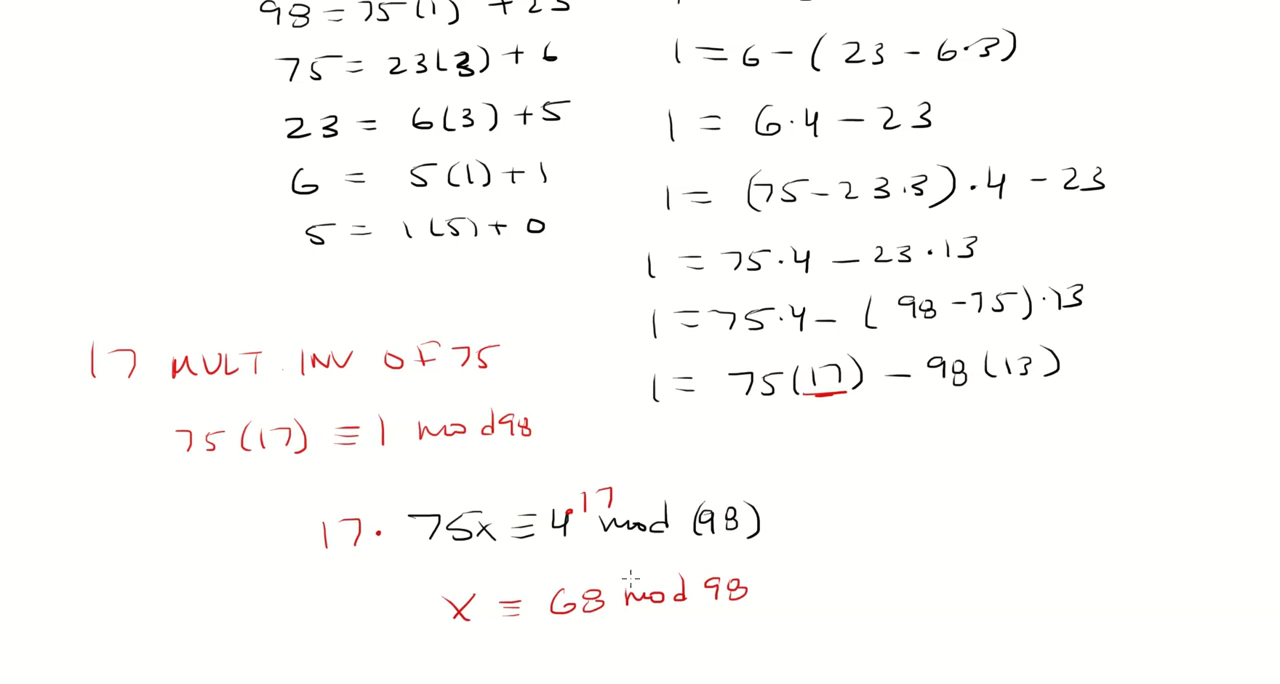 98 = 75(1) + 23
75 = 23(3) + 6
23 = 6(3) + 5
6 = 5(1) + 1
5 = 1(5) + 0
1 = 6 - (23 - 6·3)
1 = 6·4 - 23
1 = (75 - 23·3)·4 - 23
1 = 75·4 - 23·13
1 = 75·4 - (98 - 75)·13
1 = 75(17) - 98(13)
17 MULT. INV OF 75
75(17) ≡ 1 mod 98
17· 75x ≡ 4·17 mod (98)
x ≡ 68 mod 98